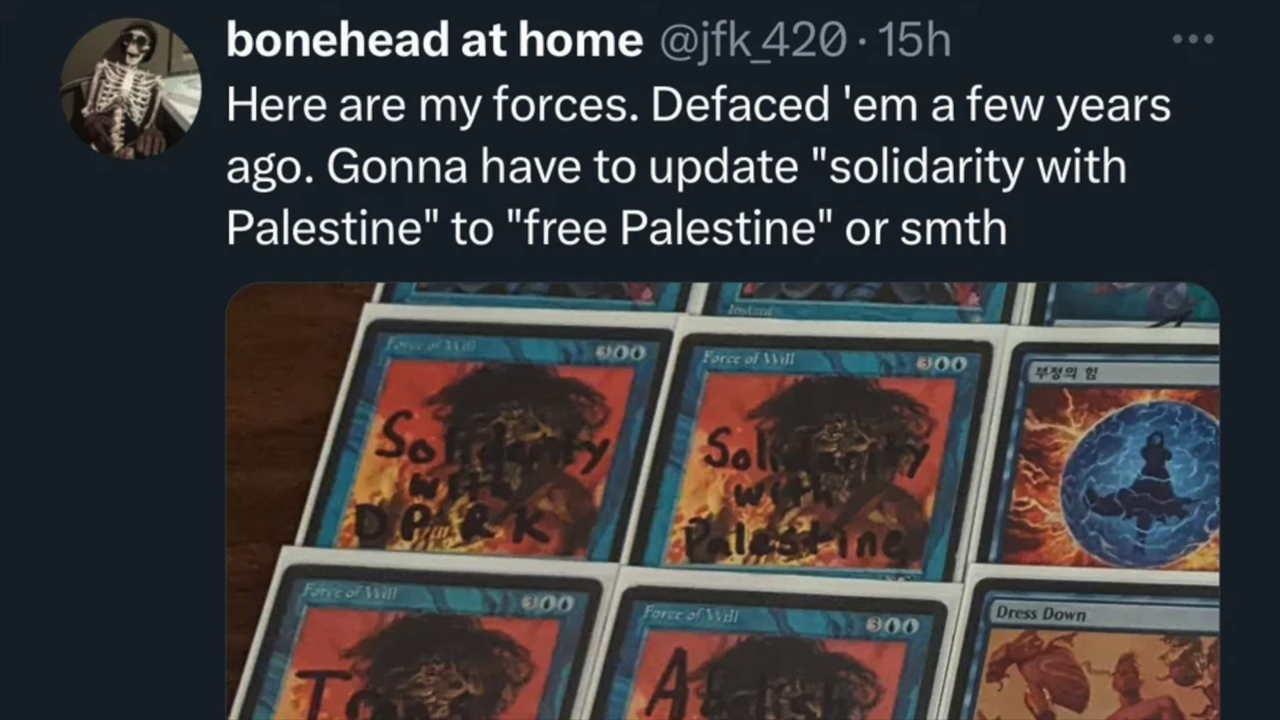 bonehead at home @jfk_420 · 15h
Here are my forces. Defaced 'em a few years
ago. Gonna have to update "solidarity with
Palestine" to "free Palestine" or smth
Instant
Force of Will
Force of Will
부정의 힘
Solidarity
with
DPRK
Solidarity
with
Palestine
Force of Will
Force of Will
Dress Down